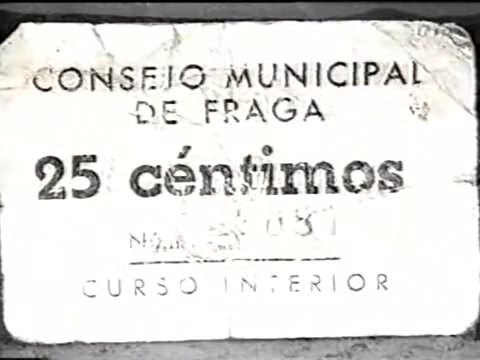 CONSEJO MUNICIPAL
DE FRAGA
25 céntimos
CURSO INTERIOR